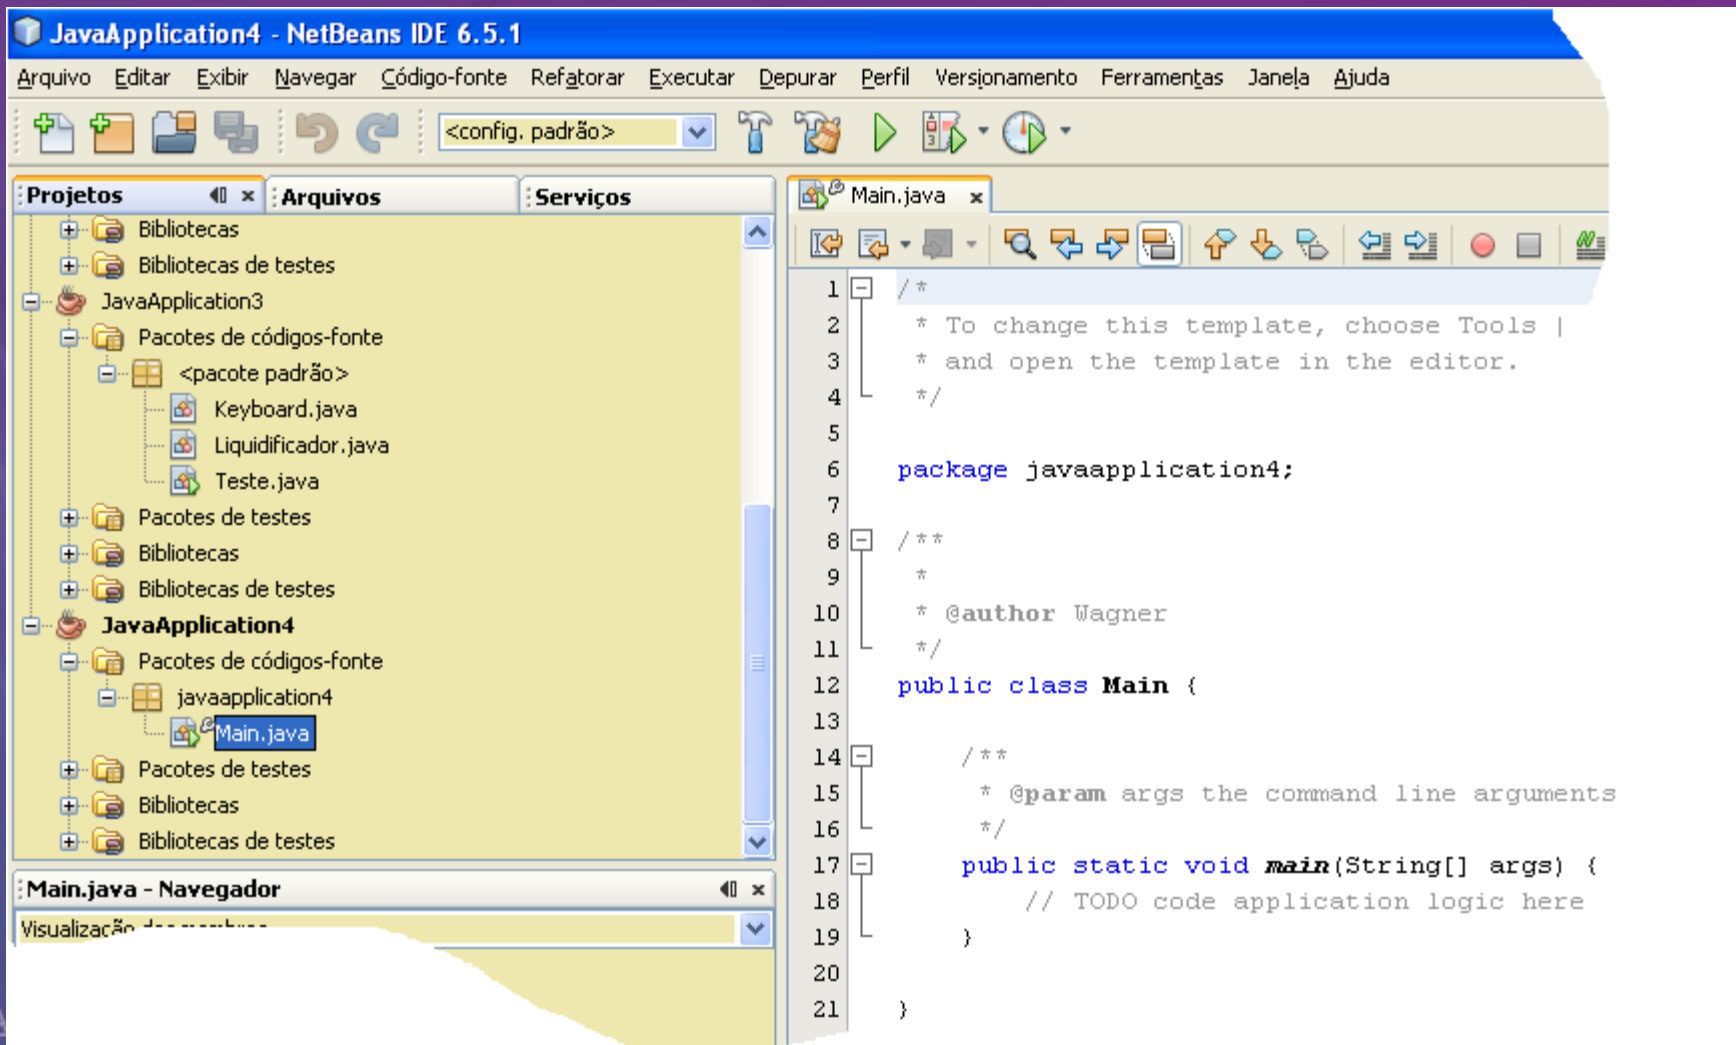 JavaApplication4 - NetBeans IDE 6.5.1
Arquivo Editar Exibir Navegar Código-fonte Refatorar Executar Depurar Perfil Versionamento Ferramentas Janela Ajuda
<config. padrão>
Projetos Arquivos Serviços
Bibliotecas
Bibliotecas de testes
JavaApplication3
Pacotes de códigos-fonte
<pacote padrão>
Keyboard.java
Liquidificador.java
Teste.java
Pacotes de testes
Bibliotecas
Bibliotecas de testes
JavaApplication4
Pacotes de códigos-fonte
javaapplication4
Main.java
Pacotes de testes
Bibliotecas
Bibliotecas de testes
Main.java - Navegador
Visualização
Main.java
1 /*
2 * To change this template, choose Tools |
3 * and open the template in the editor.
4 */
5
6 package javaapplication4;
7
8 /**
9 *
10 * @author Wagner
11 */
12 public class Main {
13
14 /**
15 * @param args the command line arguments
16 */
17 public static void main(String[] args) {
18 // TODO code application logic here
19 }
20
21 }